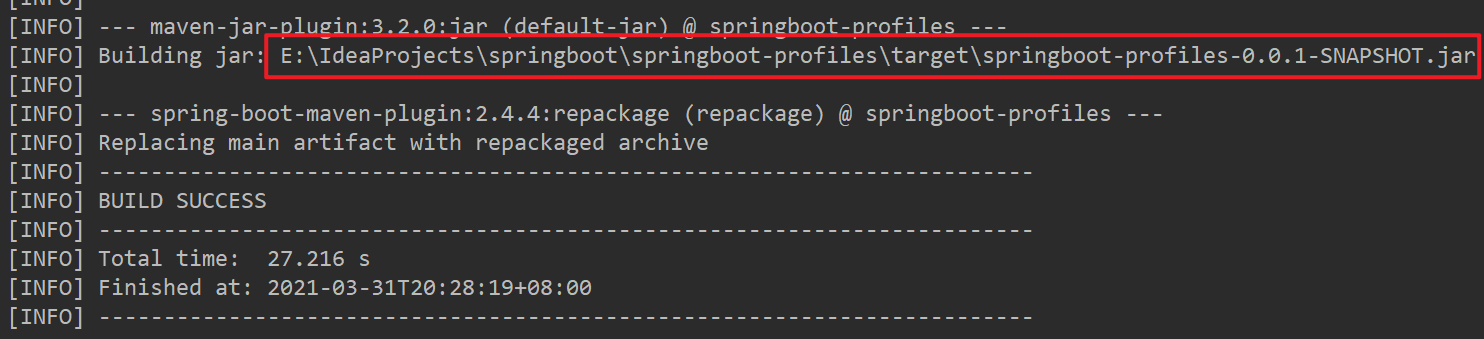 [INFO]
[INFO] --- maven-jar-plugin:3.2.0:jar (default-jar) @ springboot-profiles ---
[INFO] Building jar: E:\IdeaProjects\springboot\springboot-profiles\target\springboot-profiles-0.0.1-SNAPSHOT.jar
[INFO]
[INFO] --- spring-boot-maven-plugin:2.4.4:repackage (repackage) @ springboot-profiles ---
[INFO] Replacing main artifact with repackaged archive
[INFO] ------------------------------------------------------------------------
[INFO] BUILD SUCCESS
[INFO] ------------------------------------------------------------------------
[INFO] Total time:  27.216 s
[INFO] Finished at: 2021-03-31T20:28:19+08:00
[INFO] ------------------------------------------------------------------------